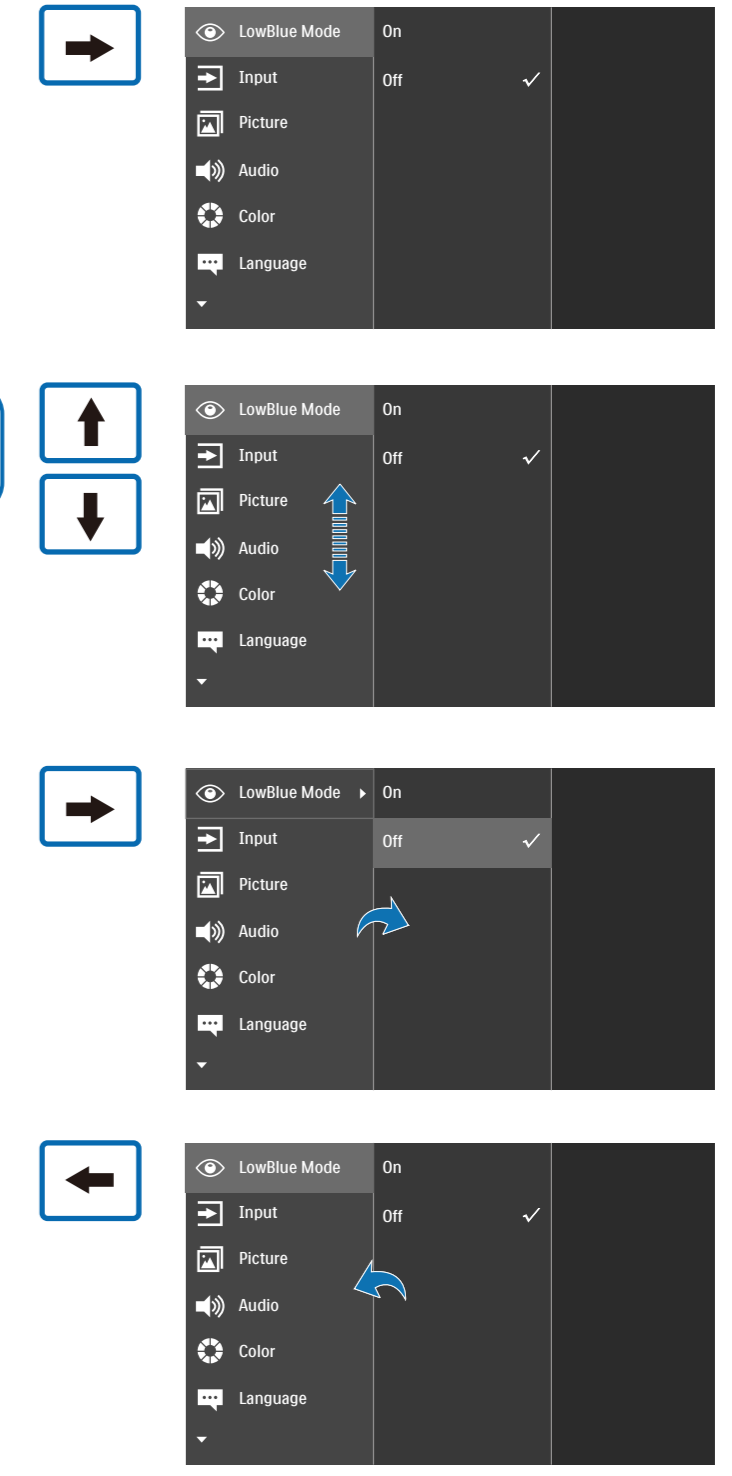 LowBlue Mode On
Input Off
Picture
Audio
Color
Language
LowBlue Mode On
Input Off
Picture
Audio
Color
Language
LowBlue Mode On
Input Off
Picture
Audio
Color
Language
LowBlue Mode On
Input Off
Picture
Audio
Color
Language